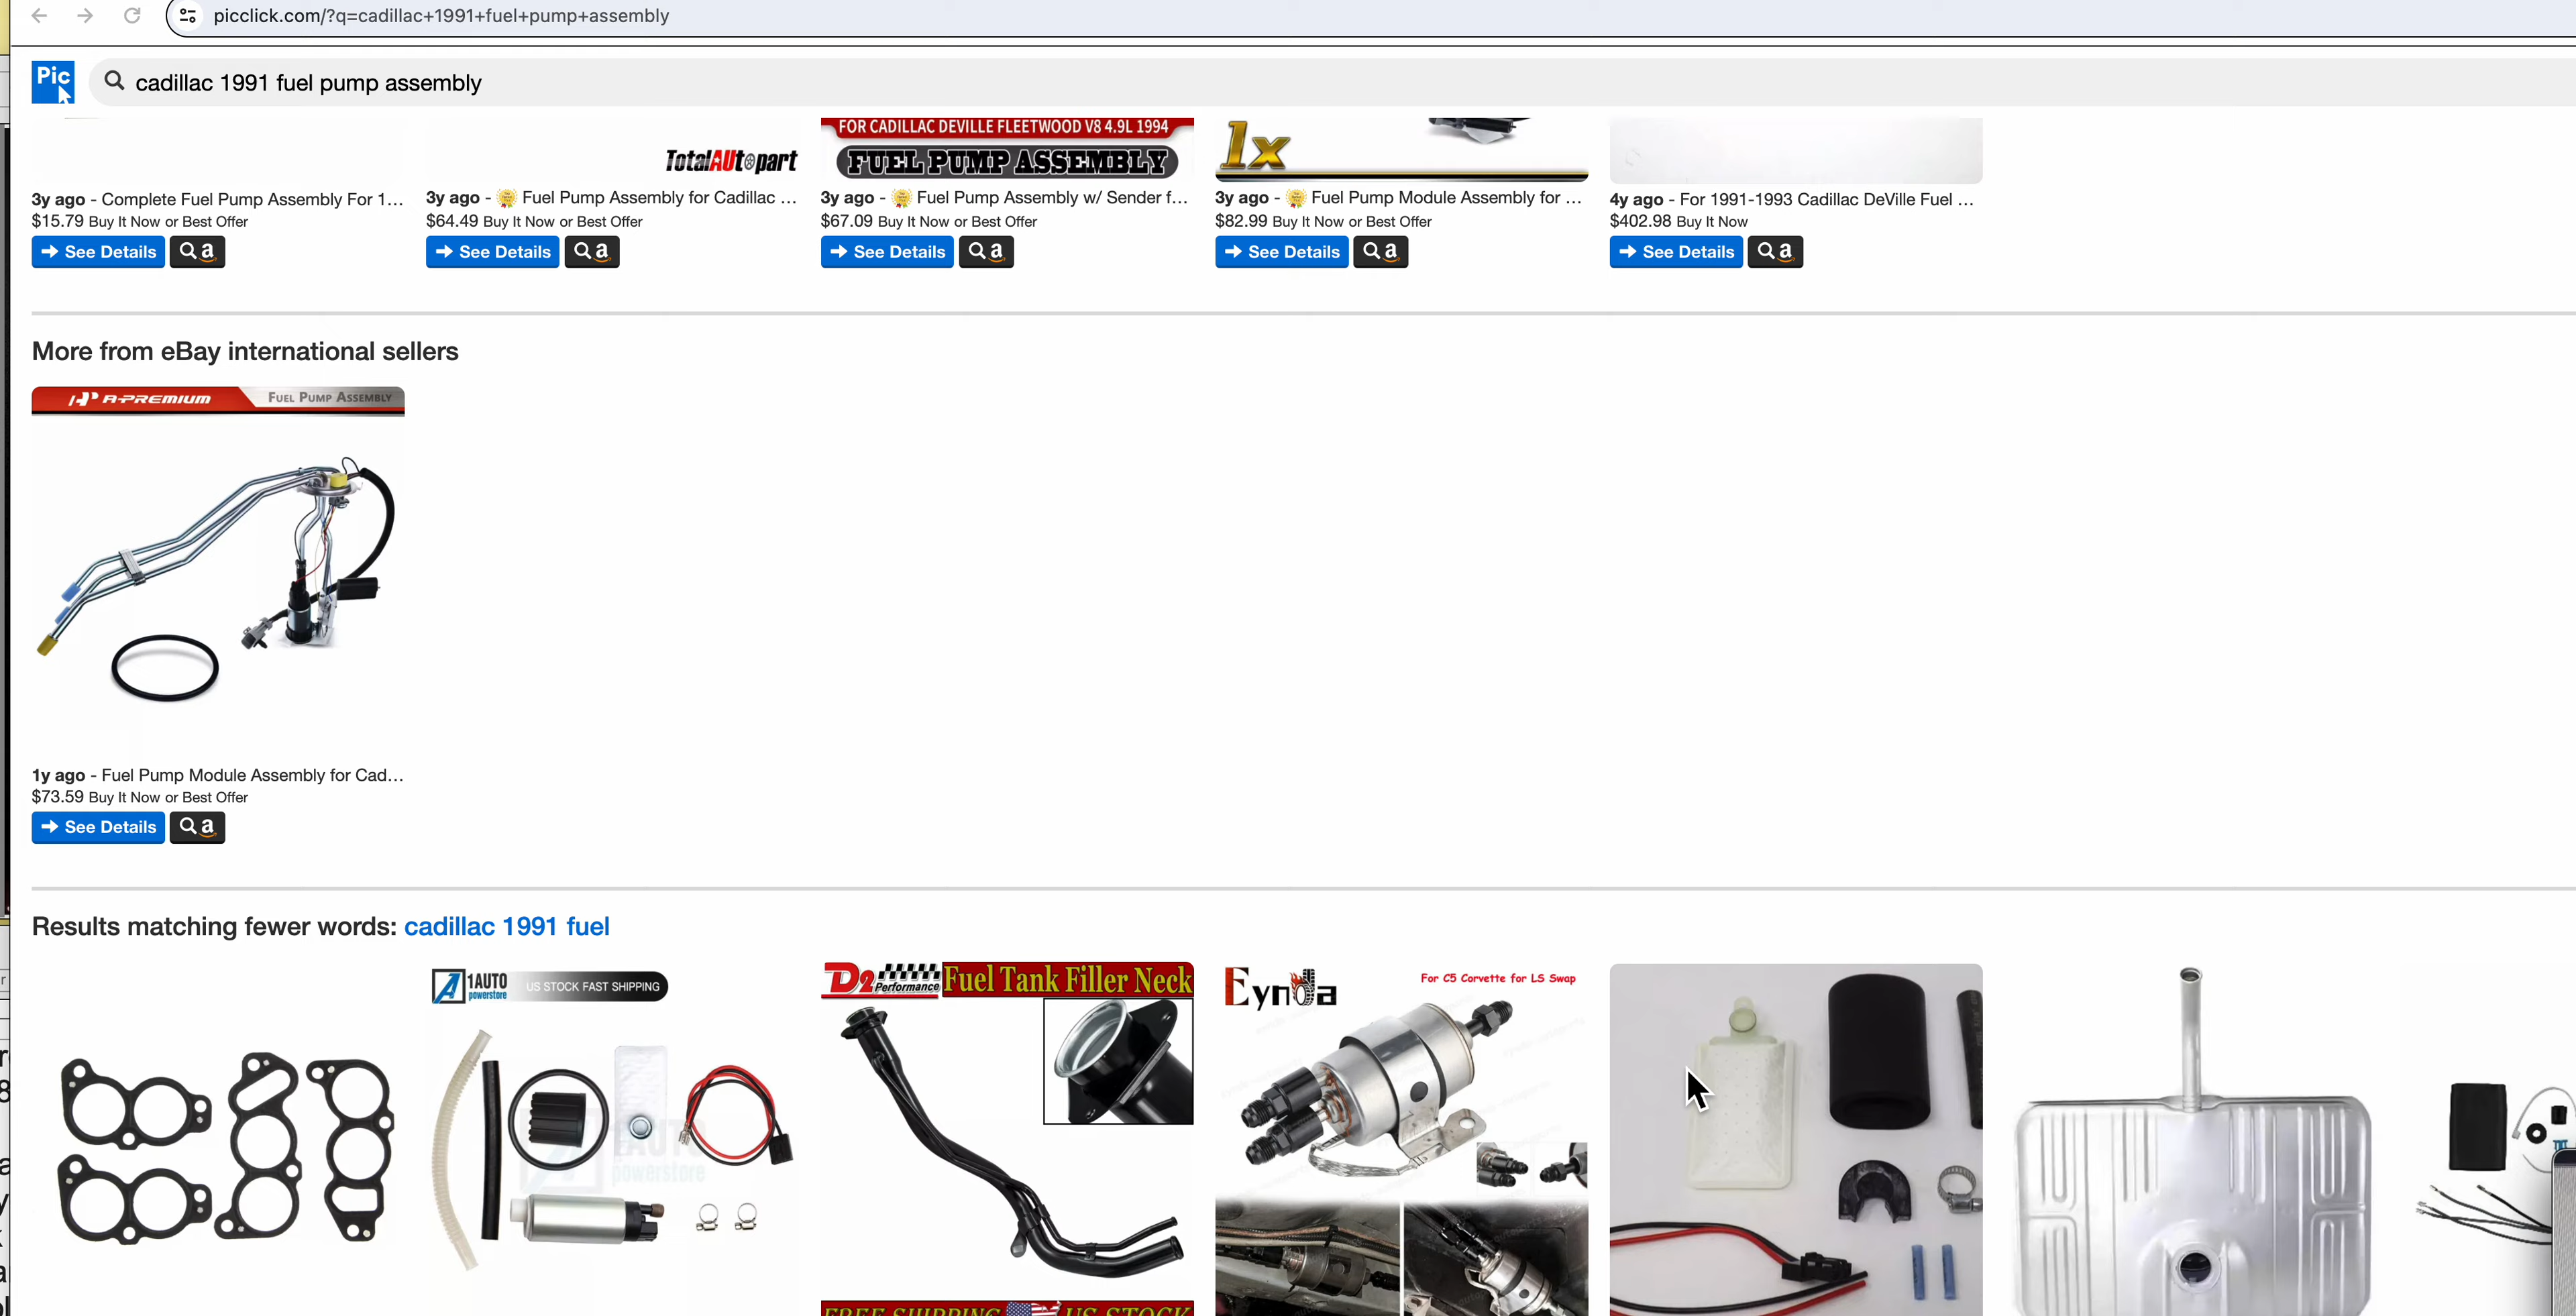 picclick.com/?q=cadillac+1991+fuel+pump+assembly
Pic
cadillac 1991 fuel pump assembly
TotalAUtopart
FOR CADILLAC DEVILLE FLEETWOOD V8 4.9L 1994
FUEL PUMP ASSEMBLY
1x
3y ago - Complete Fuel Pump Assembly For 1...
$15.79 Buy It Now or Best Offer
See Details a
3y ago - Fuel Pump Assembly for Cadillac ...
$64.49 Buy It Now or Best Offer
See Details a
3y ago - Fuel Pump Assembly w/ Sender f...
$67.09 Buy It Now or Best Offer
See Details a
3y ago - Fuel Pump Module Assembly for ...
$82.99 Buy It Now or Best Offer
See Details a
4y ago - For 1991-1993 Cadillac DeVille Fuel ...
$402.98 Buy It Now
See Details a
More from eBay international sellers
A-PREMIUM FUEL PUMP ASSEMBLY
1y ago - Fuel Pump Module Assembly for Cad...
$73.59 Buy It Now or Best Offer
See Details a
Results matching fewer words: cadillac 1991 fuel
1AUTO
powerstore
US STOCK FAST SHIPPING
1AUTO
powerstore
D2 Performance Fuel Tank Filler Neck
FREE SHIPPING US STOCK
Eynda
For C5 Corvette for LS Swap